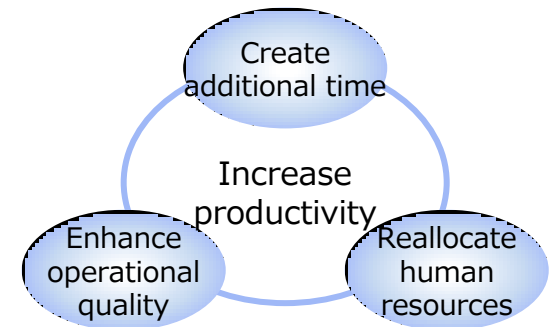 Create
additional time
Increase
productivity
Enhance
operational
quality
Reallocate
human
resources